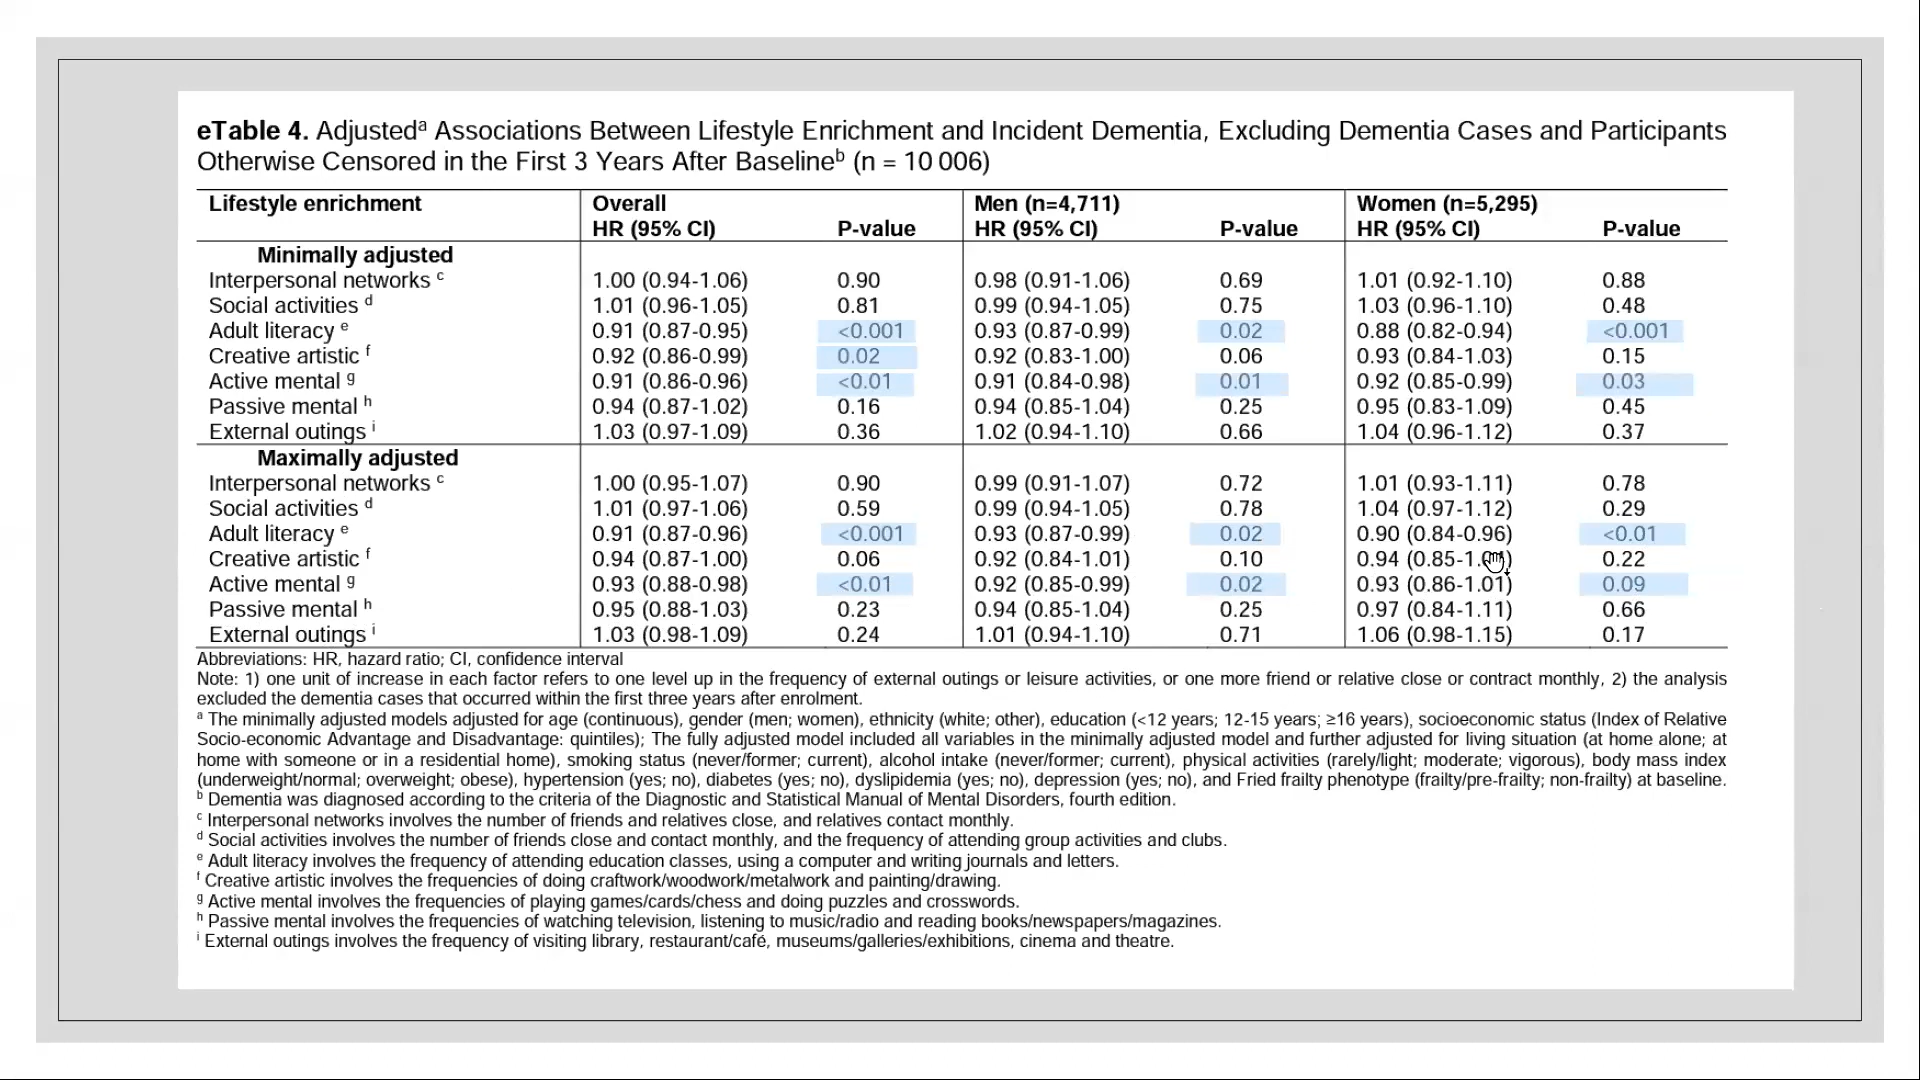 eTable 4. Adjustedᵃ Associations Between Lifestyle Enrichment and Incident Dementia, Excluding Dementia Cases and Participants
Otherwise Censored in the First 3 Years After Baselineᵇ (n = 10 006)
Lifestyle enrichment Overall Men (n=4,711) Women (n=5,295)
HR (95% CI) P-value HR (95% CI) P-value HR (95% CI) P-value
Minimally adjusted
Interpersonal networks ᶜ 1.00 (0.94-1.06) 0.90 0.98 (0.91-1.06) 0.69 1.01 (0.92-1.10) 0.88
Social activities ᵈ 1.01 (0.96-1.05) 0.81 0.99 (0.94-1.05) 0.75 1.03 (0.96-1.10) 0.48
Adult literacy ᵉ 0.91 (0.87-0.95) <0.001 0.93 (0.87-0.99) 0.02 0.88 (0.82-0.94) <0.001
Creative artistic ᶠ 0.92 (0.86-0.99) 0.02 0.92 (0.83-1.00) 0.06 0.93 (0.84-1.03) 0.15
Active mental ᵍ 0.91 (0.86-0.96) <0.01 0.91 (0.84-0.98) 0.01 0.92 (0.85-0.99) 0.03
Passive mental ʰ 0.94 (0.87-1.02) 0.16 0.94 (0.85-1.04) 0.25 0.95 (0.83-1.09) 0.45
External outings ⁱ 1.03 (0.97-1.09) 0.36 1.02 (0.94-1.10) 0.66 1.04 (0.96-1.12) 0.37
Maximally adjusted
Interpersonal networks ᶜ 1.00 (0.95-1.07) 0.90 0.99 (0.91-1.07) 0.72 1.01 (0.93-1.11) 0.78
Social activities ᵈ 1.01 (0.97-1.06) 0.59 0.99 (0.94-1.05) 0.78 1.04 (0.97-1.12) 0.29
Adult literacy ᵉ 0.91 (0.87-0.96) <0.001 0.93 (0.87-0.99) 0.02 0.90 (0.84-0.96) <0.01
Creative artistic ᶠ 0.94 (0.87-1.00) 0.06 0.92 (0.84-1.01) 0.10 0.94 0.22
Active mental ᵍ 0.93 (0.88-0.98) <0.01 0.92 (0.85-0.99) 0.02 0.93 (0.86-1.01) 0.09
Passive mental ʰ 0.95 (0.88-1.03) 0.23 0.94 (0.85-1.04) 0.25 0.97 (0.84-1.11) 0.66
External outings ⁱ 1.03 (0.98-1.09) 0.24 1.01 (0.94-1.10) 0.71 1.06 (0.98-1.15) 0.17
Abbreviations: HR, hazard ratio; CI, confidence interval
Note: 1) one unit of increase in each factor refers to one level up in the frequency of external outings or leisure activities, or one more friend or relative close or contract monthly, 2) the analysis
excluded the dementia cases that occurred within the first three years after enrolment.
ᵃ The minimally adjusted models adjusted for age (continuous), gender (men; women), ethnicity (white; other), education (<12 years; 12-15 years; ≥16 years), socioeconomic status (Index of Relative
Socio-economic Advantage and Disadvantage: quintiles); The fully adjusted model included all variables in the minimally adjusted model and further adjusted for living situation (at home alone; at
home with someone or in a residential home), smoking status (never/former; current), alcohol intake (never/former; current), physical activities (rarely/light; moderate; vigorous), body mass index
(underweight/normal; overweight; obese), hypertension (yes; no), diabetes (yes; no), dyslipidemia (yes; no), depression (yes; no), and Fried frailty phenotype (frailty/pre-frailty; non-frailty) at baseline.
ᵇ Dementia was diagnosed according to the criteria of the Diagnostic and Statistical Manual of Mental Disorders, fourth edition.
ᶜ Interpersonal networks involves the number of friends and relatives close, and relatives contact monthly.
ᵈ Social activities involves the number of friends close and contact monthly, and the frequency of attending group activities and clubs.
ᵉ Adult literacy involves the frequency of attending education classes, using a computer and writing journals and letters.
ᶠ Creative artistic involves the frequencies of doing craftwork/woodwork/metalwork and painting/drawing.
ᵍ Active mental involves the frequencies of playing games/cards/chess and doing puzzles and crosswords.
ʰ Passive mental involves the frequencies of watching television, listening to music/radio and reading books/newspapers/magazines.
ⁱ External outings involves the frequency of visiting library, restaurant/café, museums/galleries/exhibitions, cinema and theatre.